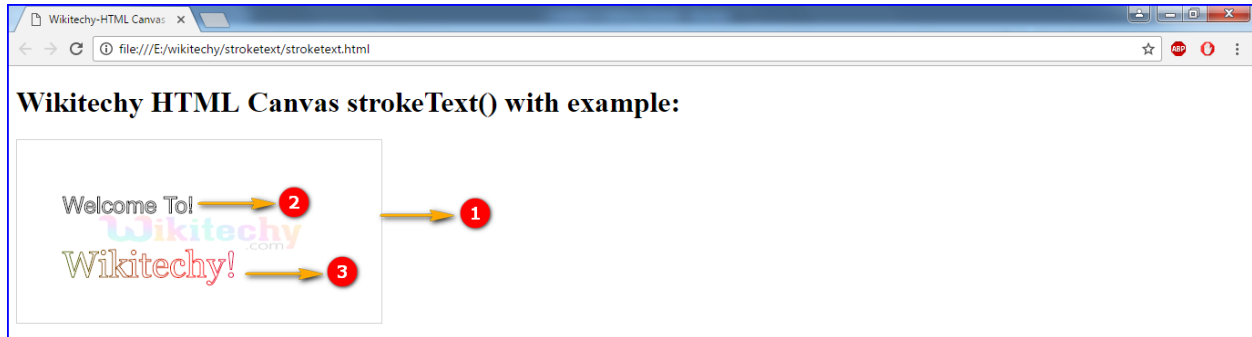 Wikitechy-HTML Canvas
file:///E:/wikitechy/stroketext/stroketext.html
ABP
Wikitechy HTML Canvas strokeText() with example:
Welcome To!
2
1
Wikitechy
.com
Wikitechy!
3